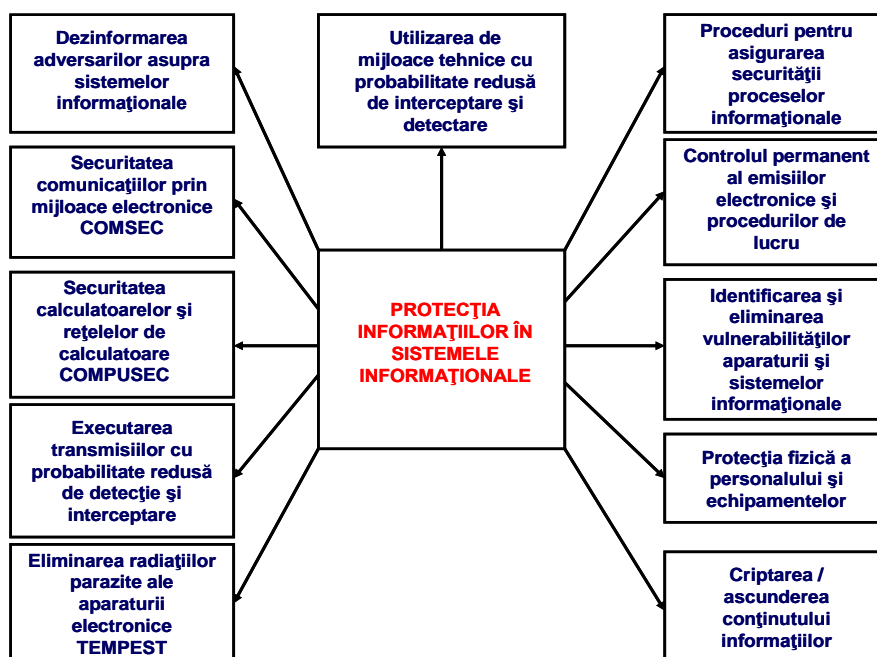 Dezinformarea
adversarilor asupra
sistemelor
informaţionale
Utilizarea de
mijloace tehnice cu
probabilitate redusă
de interceptare şi
detectare
Proceduri pentru
asigurarea
securităţii
proceselor
informaţionale
Securitatea
comunicaţiilor prin
mijloace electronice
COMSEC
Controlul permanent
al emisiilor
electronice şi
procedurilor de
lucru
Securitatea
calculatoarelor şi
reţelelor de
calculatoare
COMPUSEC
PROTECŢIA
INFORMAŢIILOR ÎN
SISTEMELE
INFORMAŢIONALE
Identificarea şi
eliminarea
vulnerabilităţilor
aparaturii şi
sistemelor
informaţionale
Executarea
transmisiilor cu
probabilitate redusă
de detecţie şi
interceptare
Protecţia fizică a
personalului şi
echipamentelor
Eliminarea radiaţiilor
parazite ale
aparaturii
electronice
TEMPEST
Criptarea /
ascunderea
conţinutului
informaţiilor